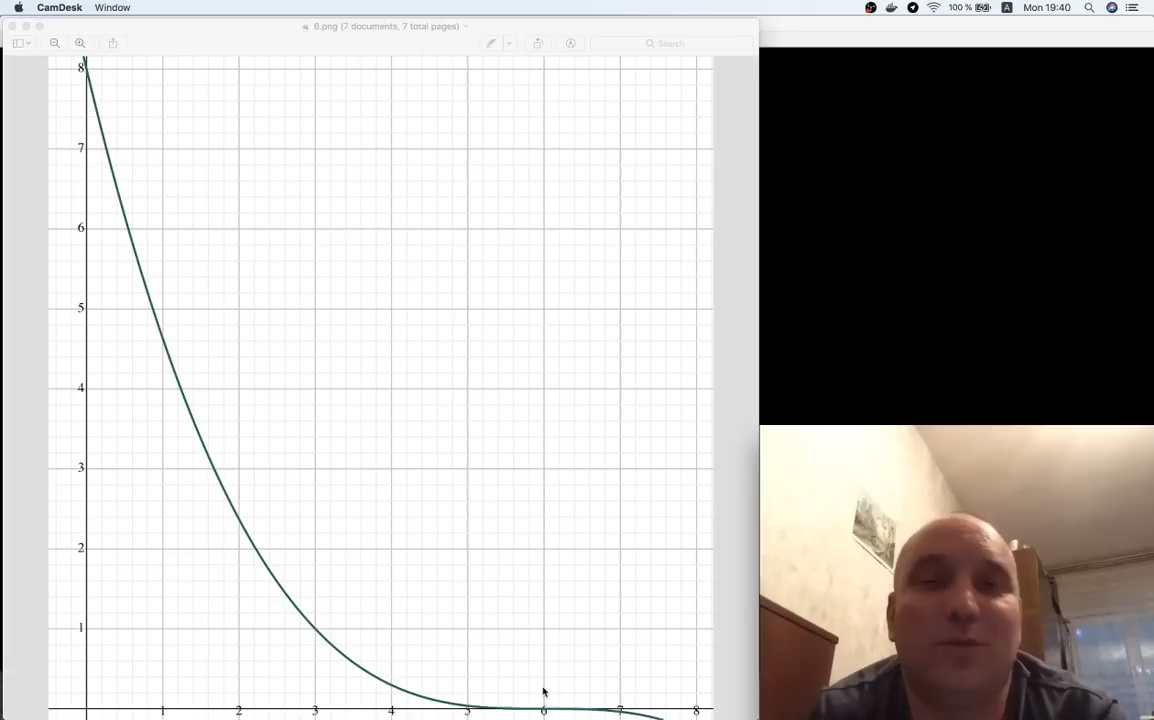 CamDesk Window 100 % A Mon 19:40
6.png (7 documents, 7 total pages)
Search
8
7
6
5
4
3
2
1
1 2 3 4 5 6 7 8